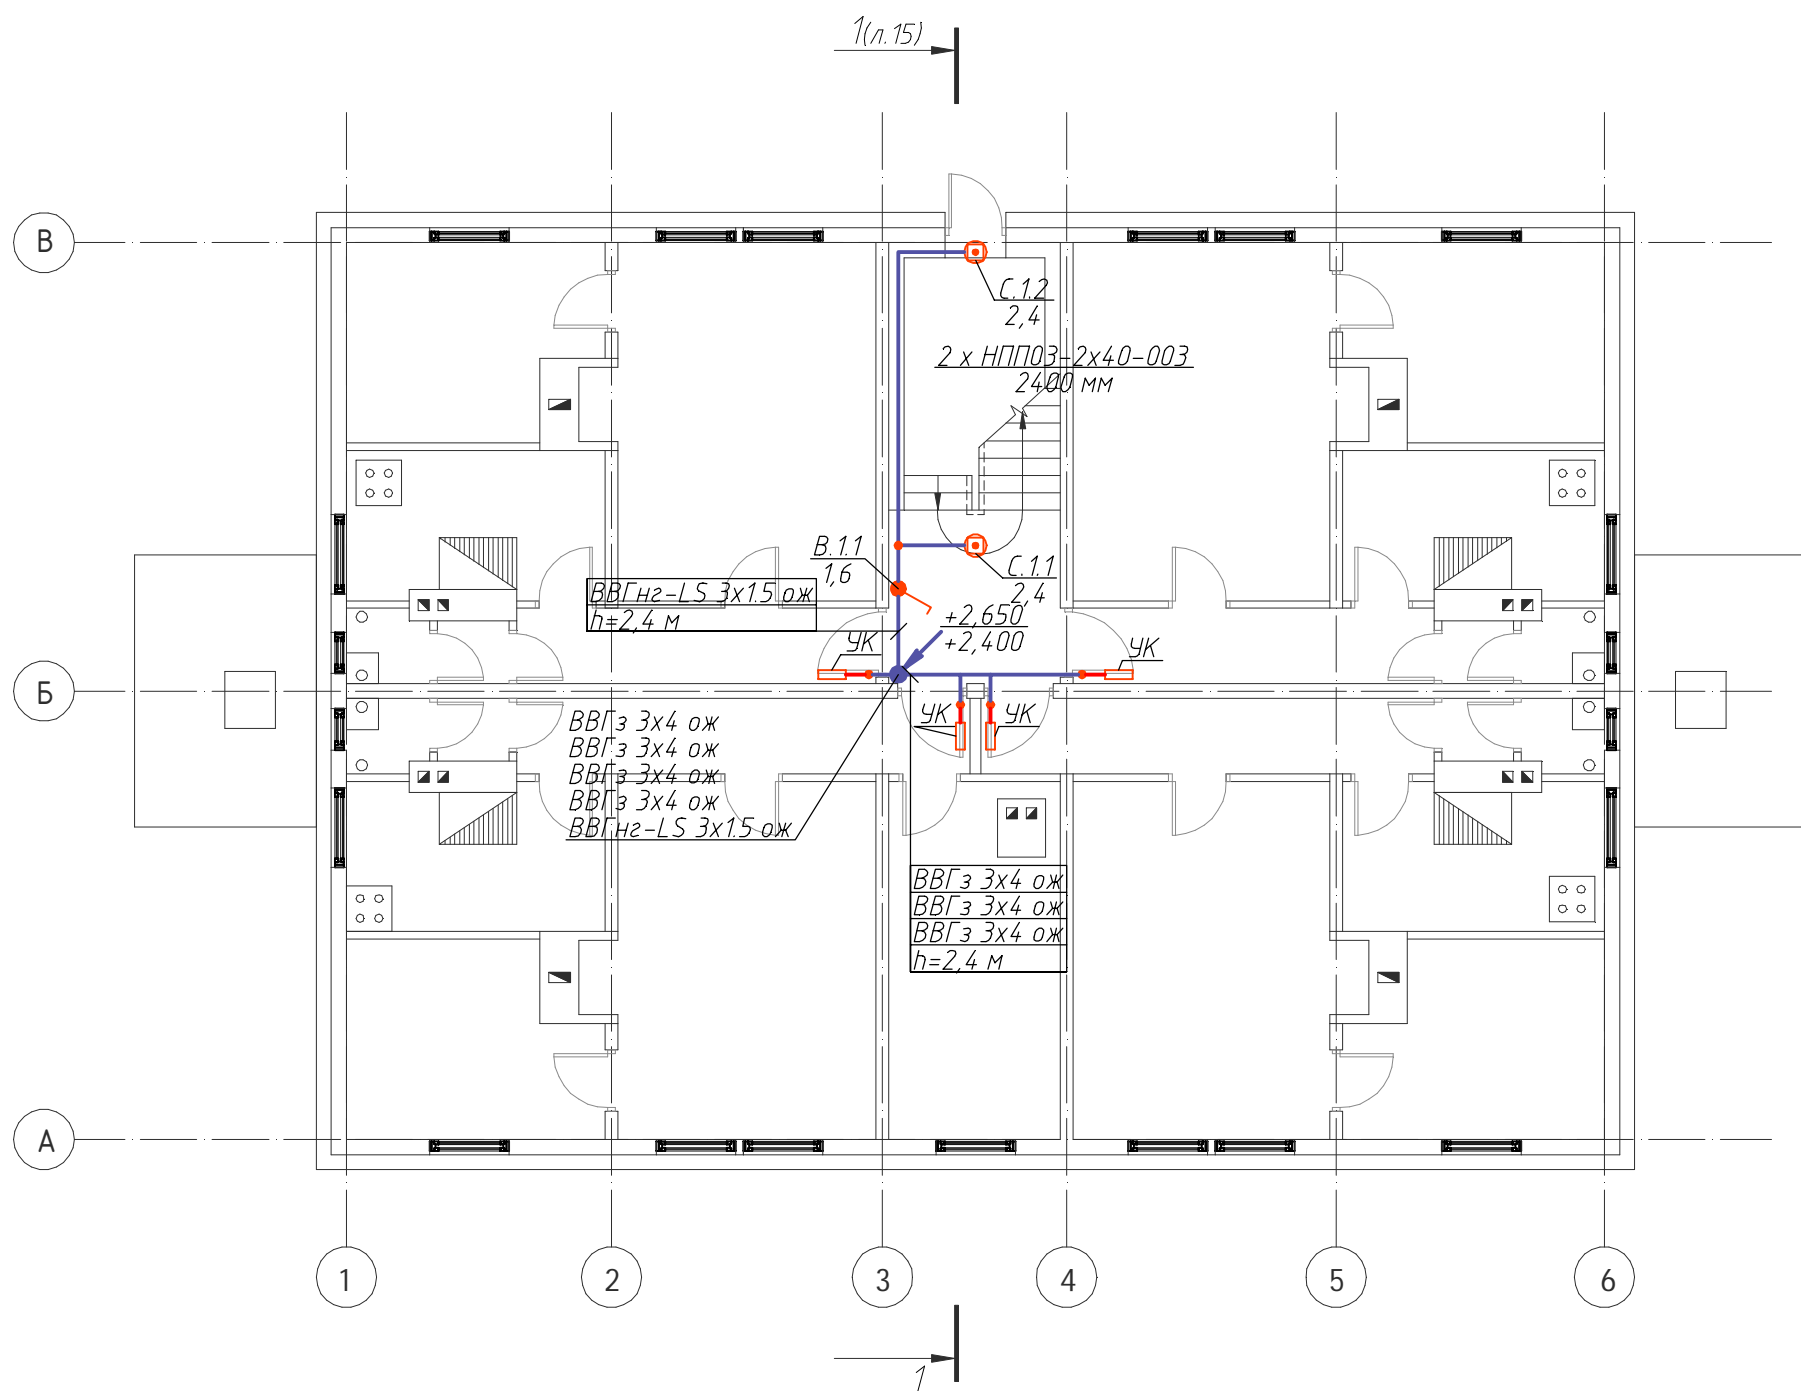 1(л.15)
В
С.1.2
2,4
2 х НПП03-2х40-003
2400 мм
В.1.1
1,6
С.1.1
2,4
ВВГнг-LS 3х1.5 ож
h=2,4 м
+2,650
+2,400
УК
УК
Б
УК
УК
ВВГз 3х4 ож
ВВГз 3х4 ож
ВВГз 3х4 ож
ВВГз 3х4 ож
ВВГнг-LS 3х1.5 ож
ВВГз 3х4 ож
ВВГз 3х4 ож
ВВГз 3х4 ож
h=2,4 м
А
1
2
3
4
5
6
1